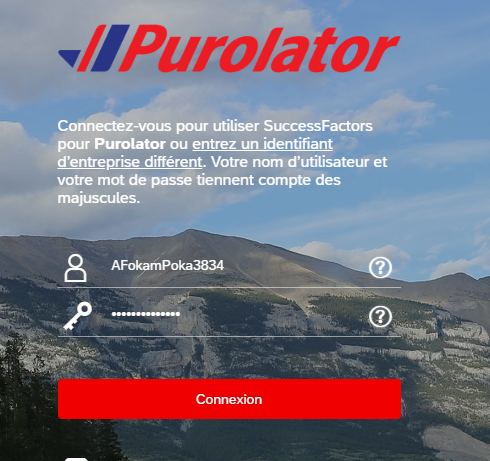 Purolator
Connectez-vous pour utiliser SuccessFactors
pour Purolator ou entrez un identifiant
d'entreprise différent. Votre nom d'utilisateur et
votre mot de passe tiennent compte des
majuscules.
AFokamPoka3834
••••••••••••••
Connexion